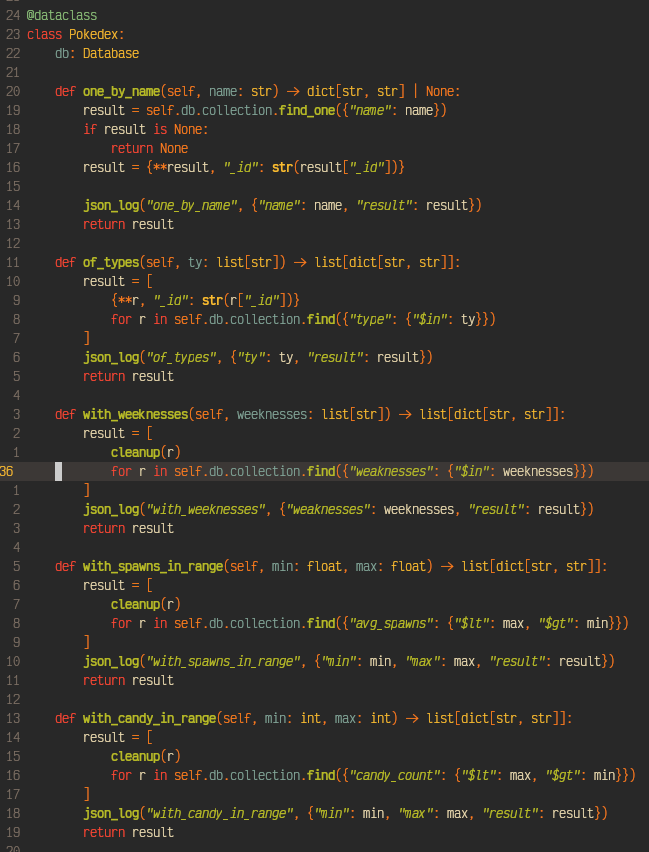 24 @dataclass
23 class Pokedex:
22     db: Database
21
20     def one_by_name(self, name: str) → dict[str, str] | None:
19         result = self.db.collection.find_one({"name": name})
18         if result is None:
17             return None
16         result = {**result, "_id": str(result["_id"])}
15
14         json_log("one_by_name", {"name": name, "result": result})
13         return result
12
11     def of_types(self, ty: list[str]) → list[dict[str, str]]:
10         result = [
9             {**r, "_id": str(r["_id"])}
8             for r in self.db.collection.find({"type": {"$in": ty}})
7         ]
6         json_log("of_types", {"ty": ty, "result": result})
5         return result
4
3     def with_weeknesses(self, weeknesses: list[str]) → list[dict[str, str]]:
2         result = [
1             cleanup(r)
36             for r in self.db.collection.find({"weaknesses": {"$in": weeknesses}})
1         ]
2         json_log("with_weeknesses", {"weaknesses": weeknesses, "result": result})
3         return result
4
5     def with_spawns_in_range(self, min: float, max: float) → list[dict[str, str]]:
6         result = [
7             cleanup(r)
8             for r in self.db.collection.find({"avg_spawns": {"$lt": max, "$gt": min}})
9         ]
10         json_log("with_spawns_in_range", {"min": min, "max": max, "result": result})
11         return result
12
13     def with_candy_in_range(self, min: int, max: int) → list[dict[str, str]]:
14         result = [
15             cleanup(r)
16             for r in self.db.collection.find({"candy_count": {"$lt": max, "$gt": min}})
17         ]
18         json_log("with_candy_in_range", {"min": min, "max": max, "result": result})
19         return result
20